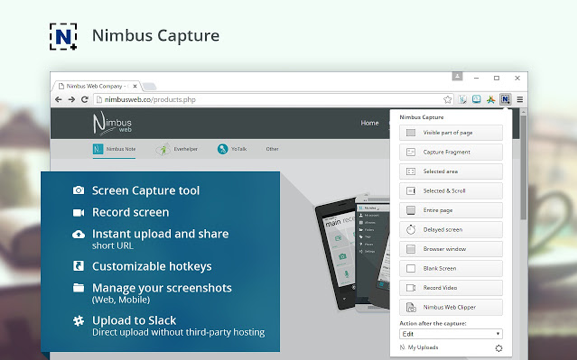 Nimbus Capture
Nimbus Web Company -
nimbusweb.co/products.php
Nimbus
web
Home
Nimbus Note
Everhelper
YoTalk
Other
Screen Capture tool
Record screen
Instant upload and share
short URL
Customizable hotkeys
Manage your screenshots
(Web, Mobile)
Upload to Slack
Direct upload without third-party hosting
Nimbus Capture
Visible part of page
Capture Fragment
Selected area
Selected & Scroll
Entire page
Delayed screen
Browser window
Blank Screen
Record Video
Nimbus Web Clipper
Action after the capture:
Edit
My Uploads